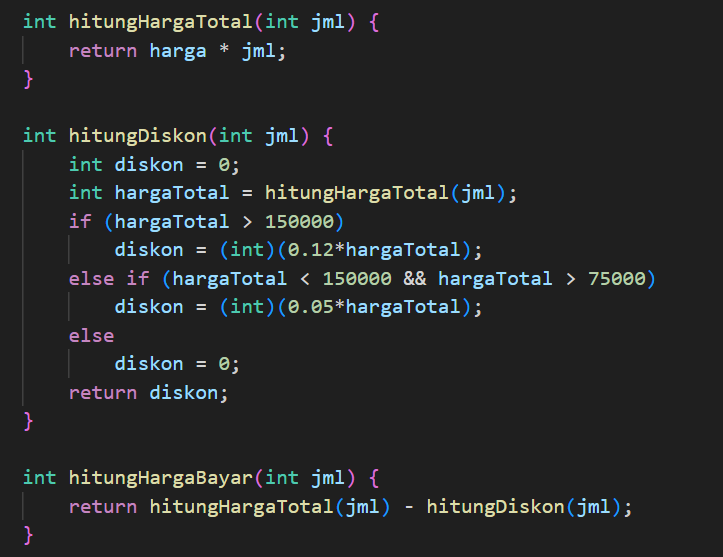 int hitungHargaTotal(int jml) {
    return harga * jml;
}

int hitungDiskon(int jml) {
    int diskon = 0;
    int hargaTotal = hitungHargaTotal(jml);
    if (hargaTotal > 150000)
        diskon = (int)(0.12*hargaTotal);
    else if (hargaTotal < 150000 && hargaTotal > 75000)
        diskon = (int)(0.05*hargaTotal);
    else
        diskon = 0;
    return diskon;
}

int hitungHargaBayar(int jml) {
    return hitungHargaTotal(jml) - hitungDiskon(jml);
}